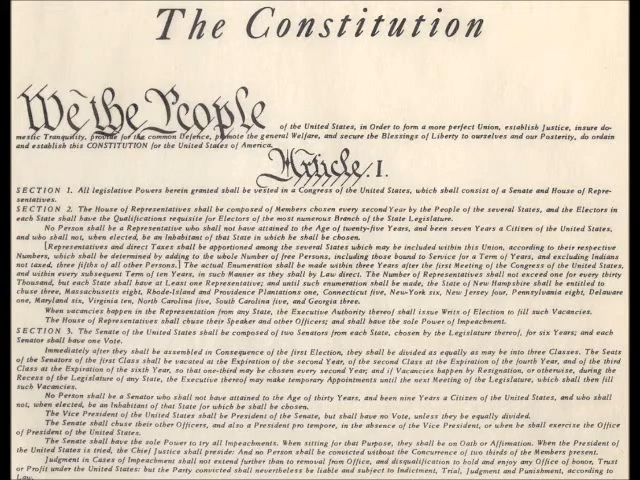 The Constitution
We the People of the United States, in Order to form a more perfect Union, establish Justice, insure do-
mestic Tranquility, provide for the common Defence, promote the general Welfare, and secure the Blessings of Liberty to ourselves and our Posterity, do ordain
and establish this CONSTITUTION for the United States of America.
Article. I.
SECTION 1. All legislative Powers herein granted shall be vested in a Congress of the United States, which shall consist of a Senate and House of Repre-
sentatives.
SECTION 2. The House of Representatives shall be composed of Members chosen every second Year by the People of the several States, and the Electors in
each State shall have the Qualifications requisite for Electors of the most numerous Branch of the State Legislature.
No Person shall be a Representative who shall not have attained to the Age of twenty-five Years, and been seven Years a Citizen of the United States,
and who shall not, when elected, be an Inhabitant of that State in which he shall be chosen.
[Representatives and direct Taxes shall be apportioned among the several States which may be included within this Union, according to their respective
Numbers, which shall be determined by adding to the whole Number of free Persons, including those bound to Service for a Term of Years, and excluding Indians
not taxed, three fifths of all other Persons.] The actual Enumeration shall be made within three Years after the first Meeting of the Congress of the United States,
and within every subsequent Term of ten Years, in such Manner as they shall by Law direct. The Number of Representatives shall not exceed one for every thirty
Thousand, but each State shall have at Least one Representative; and until such enumeration shall be made, the State of New Hampshire shall be entitled to
chuse three, Massachusetts eight, Rhode-Island and Providence Plantations one, Connecticut five, New-York six, New Jersey four, Pennsylvania eight, Delaware
one, Maryland six, Virginia ten, North Carolina five, South Carolina five, and Georgia three.
When vacancies happen in the Representation from any State, the Executive Authority thereof shall issue Writs of Election to fill such Vacancies.
The House of Representatives shall chuse their Speaker and other Officers; and shall have the sole Power of Impeachment.
SECTION 3. The Senate of the United States shall be composed of two Senators from each State, chosen by the Legislature thereof, for six Years; and each
Senator shall have one Vote.
Immediately after they shall be assembled in Consequence of the first Election, they shall be divided as equally as may be into three Classes. The Seats
of the Senators of the first Class shall be vacated at the Expiration of the second Year, of the second Class at the Expiration of the fourth Year, and of the third
Class at the Expiration of the sixth Year, so that one-third may be chosen every second Year; and if Vacancies happen by Resignation, or otherwise, during the
Recess of the Legislature of any State, the Executive thereof may make temporary Appointments until the next Meeting of the Legislature, which shall then fill
such Vacancies.
No Person shall be a Senator who shall not have attained to the Age of thirty Years, and been nine Years a Citizen of the United States, and who shall
not, when elected, be an Inhabitant of that State for which he shall be chosen.
The Vice President of the United States shall be President of the Senate, but shall have no Vote, unless they be equally divided.
The Senate shall chuse their other Officers, and also a President pro tempore, in the absence of the Vice President, or when he shall exercise the Office
of President of the United States.
The Senate shall have the sole Power to try all Impeachments. When sitting for that Purpose, they shall be on Oath or Affirmation. When the President of
the United States is tried, the Chief Justice shall preside: And no Person shall be convicted without the Concurrence of two thirds of the Members present.
Judgment in Cases of Impeachment shall not extend further than to removal from Office, and disqualification to hold and enjoy any Office of honor, Trust
or Profit under the United States: but the Party convicted shall nevertheless be liable and subject to Indictment, Trial, Judgment and Punishment, according to
Law.